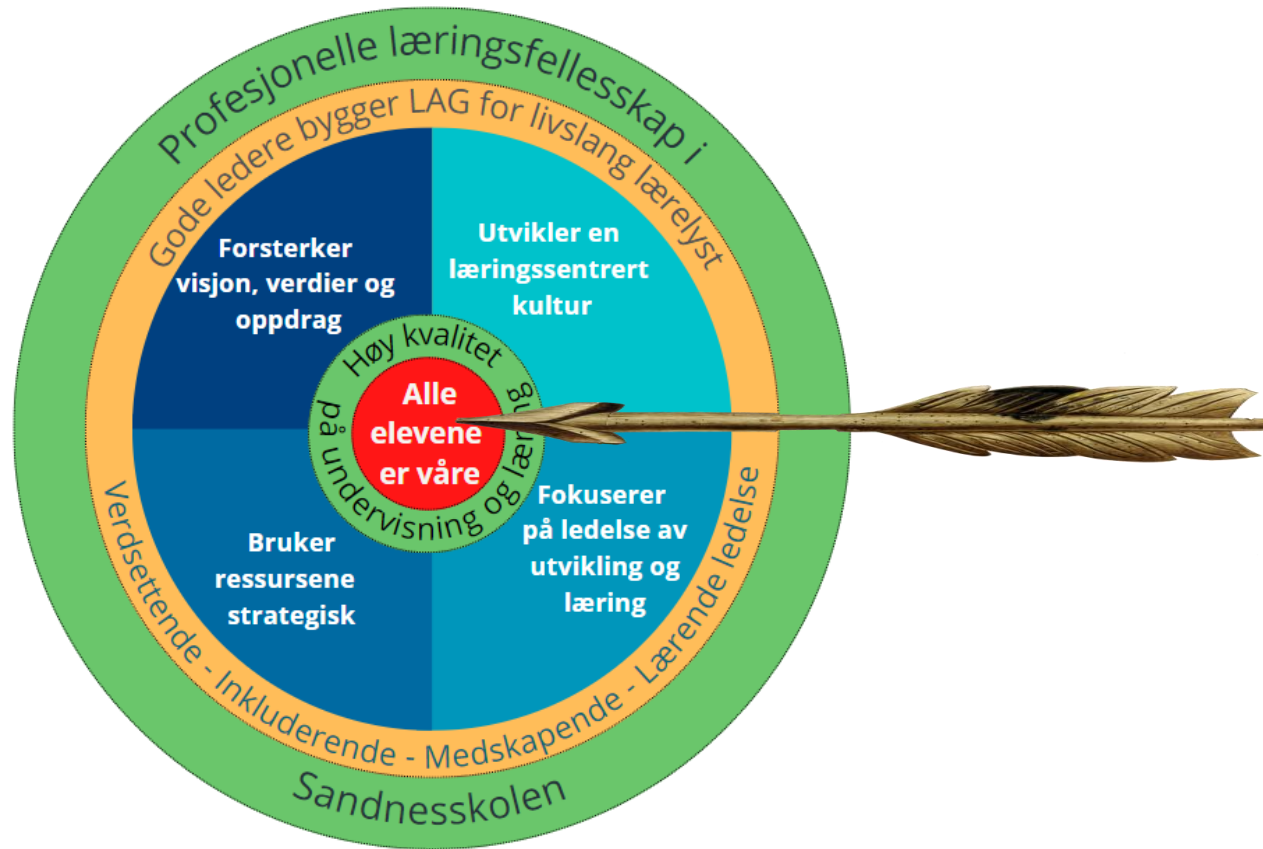 Profesjonelle læringsfellesskap i
Sandnesskolen
Gode ledere bygger LAG for livslang lærelyst
Verdsettende - Inkluderende - Medskapende - Lærende ledelse
Forsterker
visjon, verdier og
oppdrag
Utvikler en
læringssentrert
kultur
Høy kvalitet
på undervisning og
Alle
elevene
er våre
Bruker
ressursene
strategisk
Fokuserer
på ledelse av
utvikling og
læring